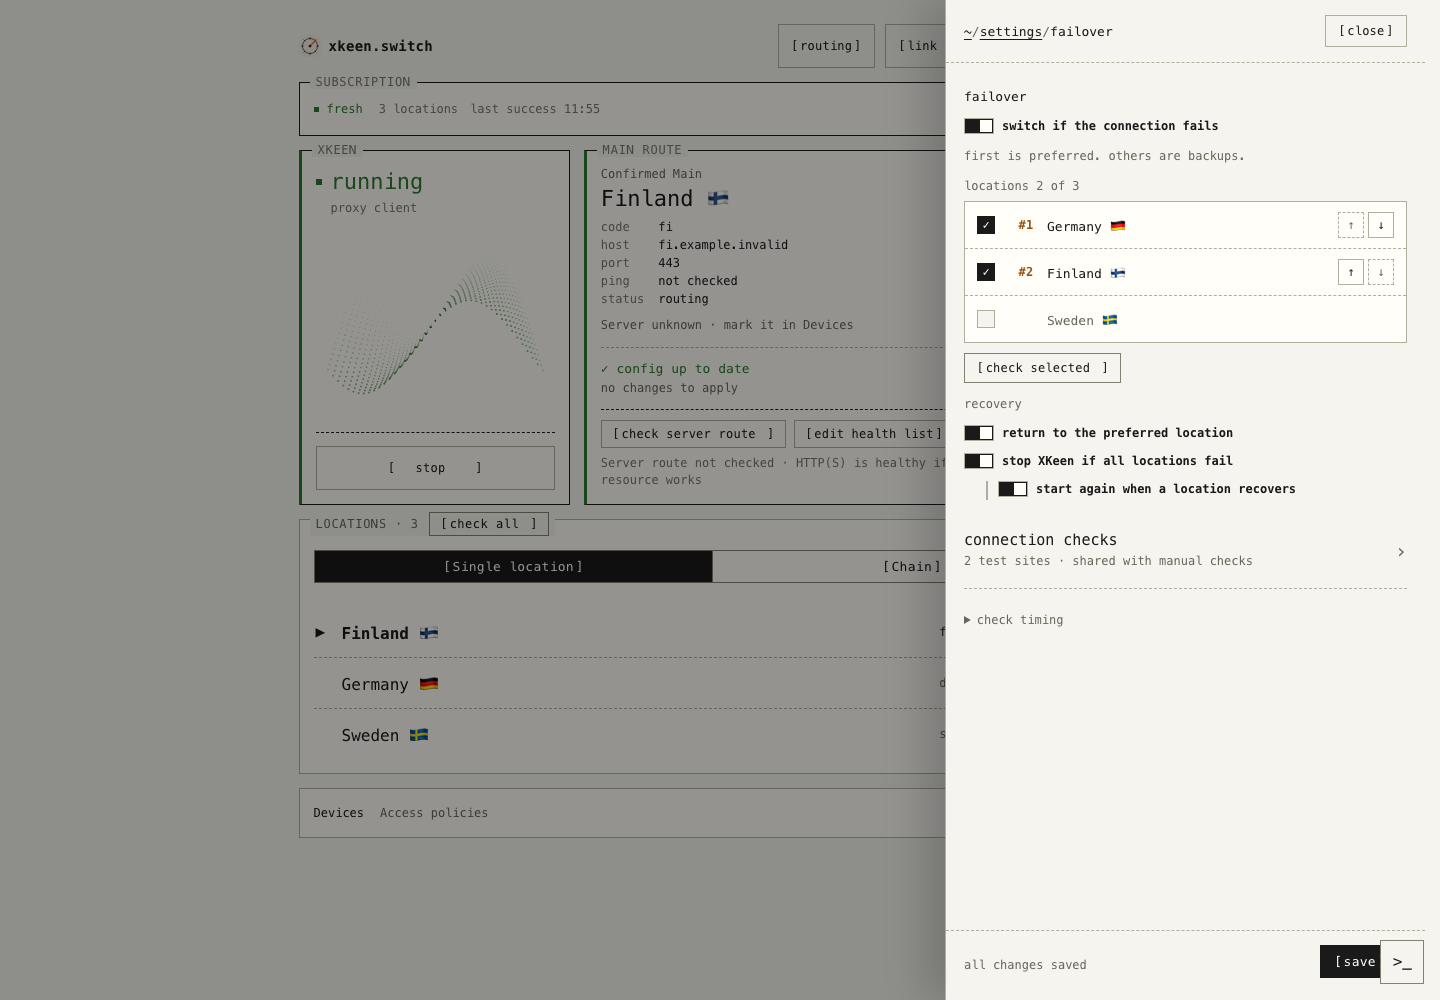 xkeen.switch
[routing]
[link
SUBSCRIPTION
fresh 3 locations last success 11:55
XKEEN
running
proxy client
[ stop ]
MAIN ROUTE
Confirmed Main
Finland
code fi
host fi.example.invalid
port 443
ping not checked
status routing
Server unknown · mark it in Devices
✓ config up to date
no changes to apply
[check server route ] [edit health list]
Server route not checked · HTTP(S) is healthy if
resource works
LOCATIONS · 3 [check all ]
[Single location] [Chain]
▶ Finland
Germany
Sweden
Devices Access policies
~/settings/failover
[close]
failover
switch if the connection fails
first is preferred. others are backups.
locations 2 of 3
✓ #1 Germany ↑ ↓
✓ #2 Finland ↑ ↓
Sweden
[check selected ]
recovery
return to the preferred location
stop XKeen if all locations fail
start again when a location recovers
connection checks
2 test sites · shared with manual checks
›
▶ check timing
all changes saved
[save
>_